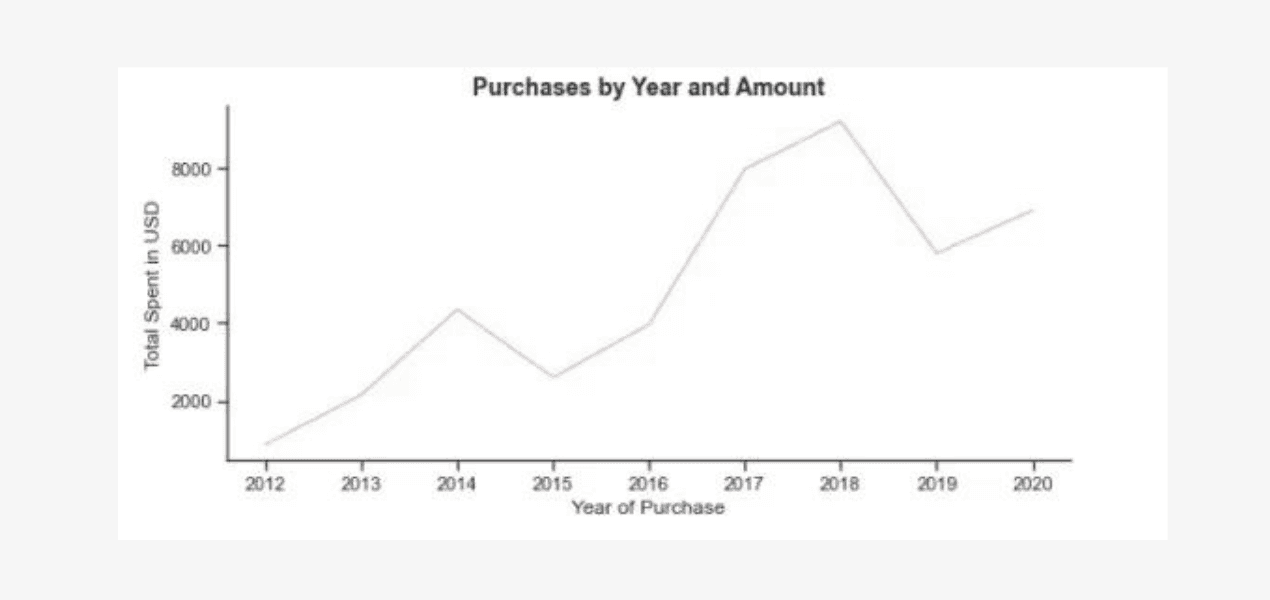 Purchases by Year and Amount
Total Spent in USD
8000
6000
4000
2000
2012 2013 2014 2015 2016 2017 2018 2019 2020
Year of Purchase